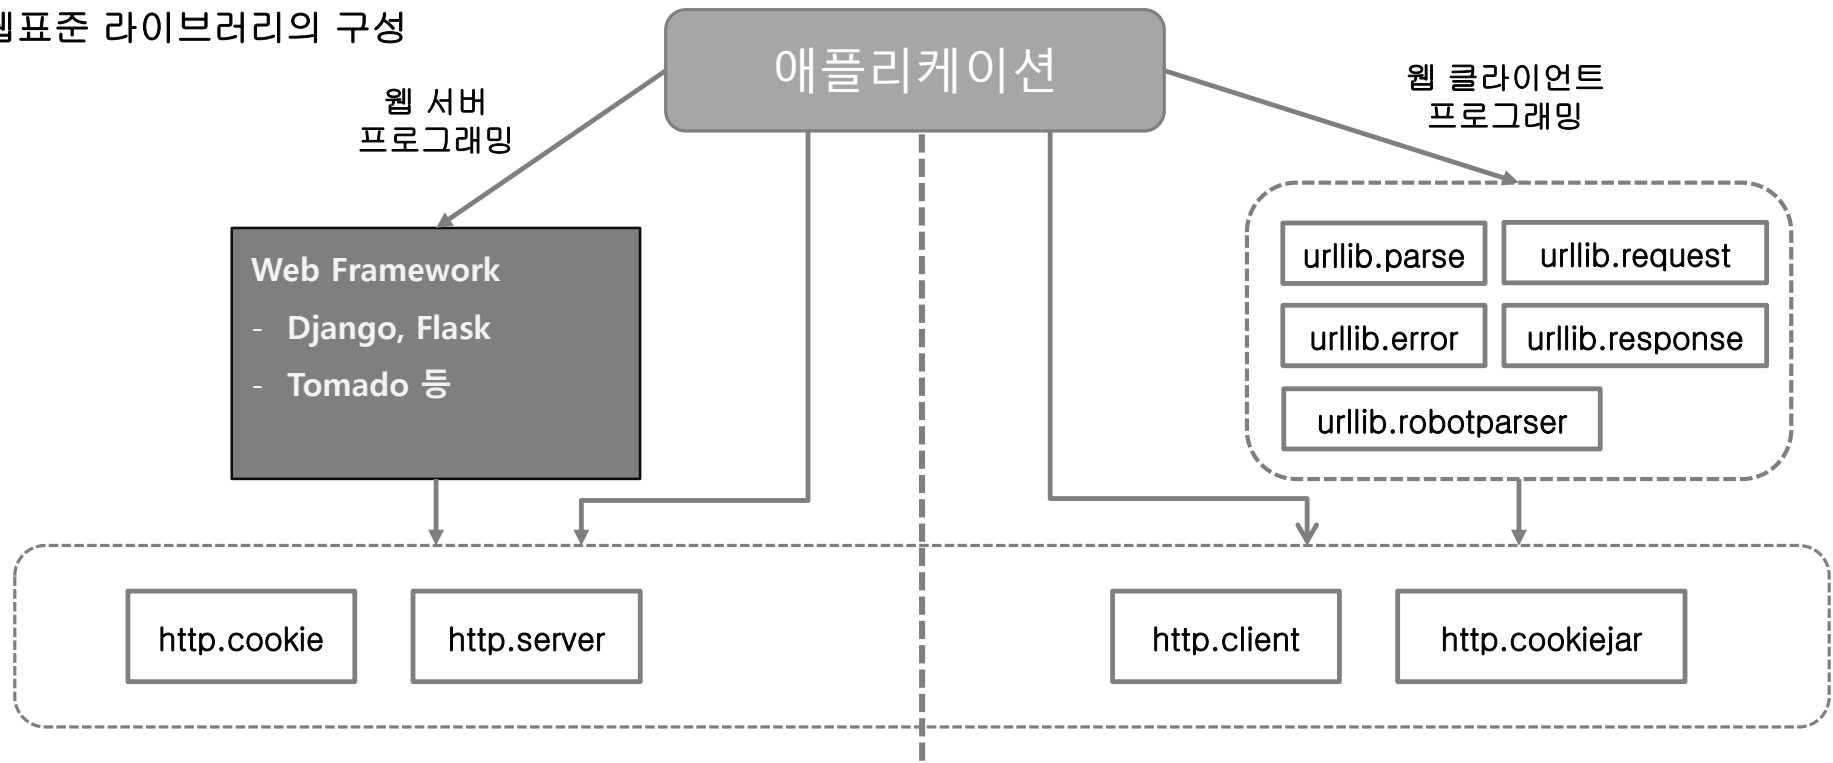 웹표준 라이브러리의 구성
애플리케이션
웹 서버
프로그래밍
웹 클라이언트
프로그래밍
Web Framework
- Django, Flask
- Tomado 등
urllib.parse
urllib.request
urllib.error
urllib.response
urllib.robotparser
http.cookie
http.server
http.client
http.cookiejar